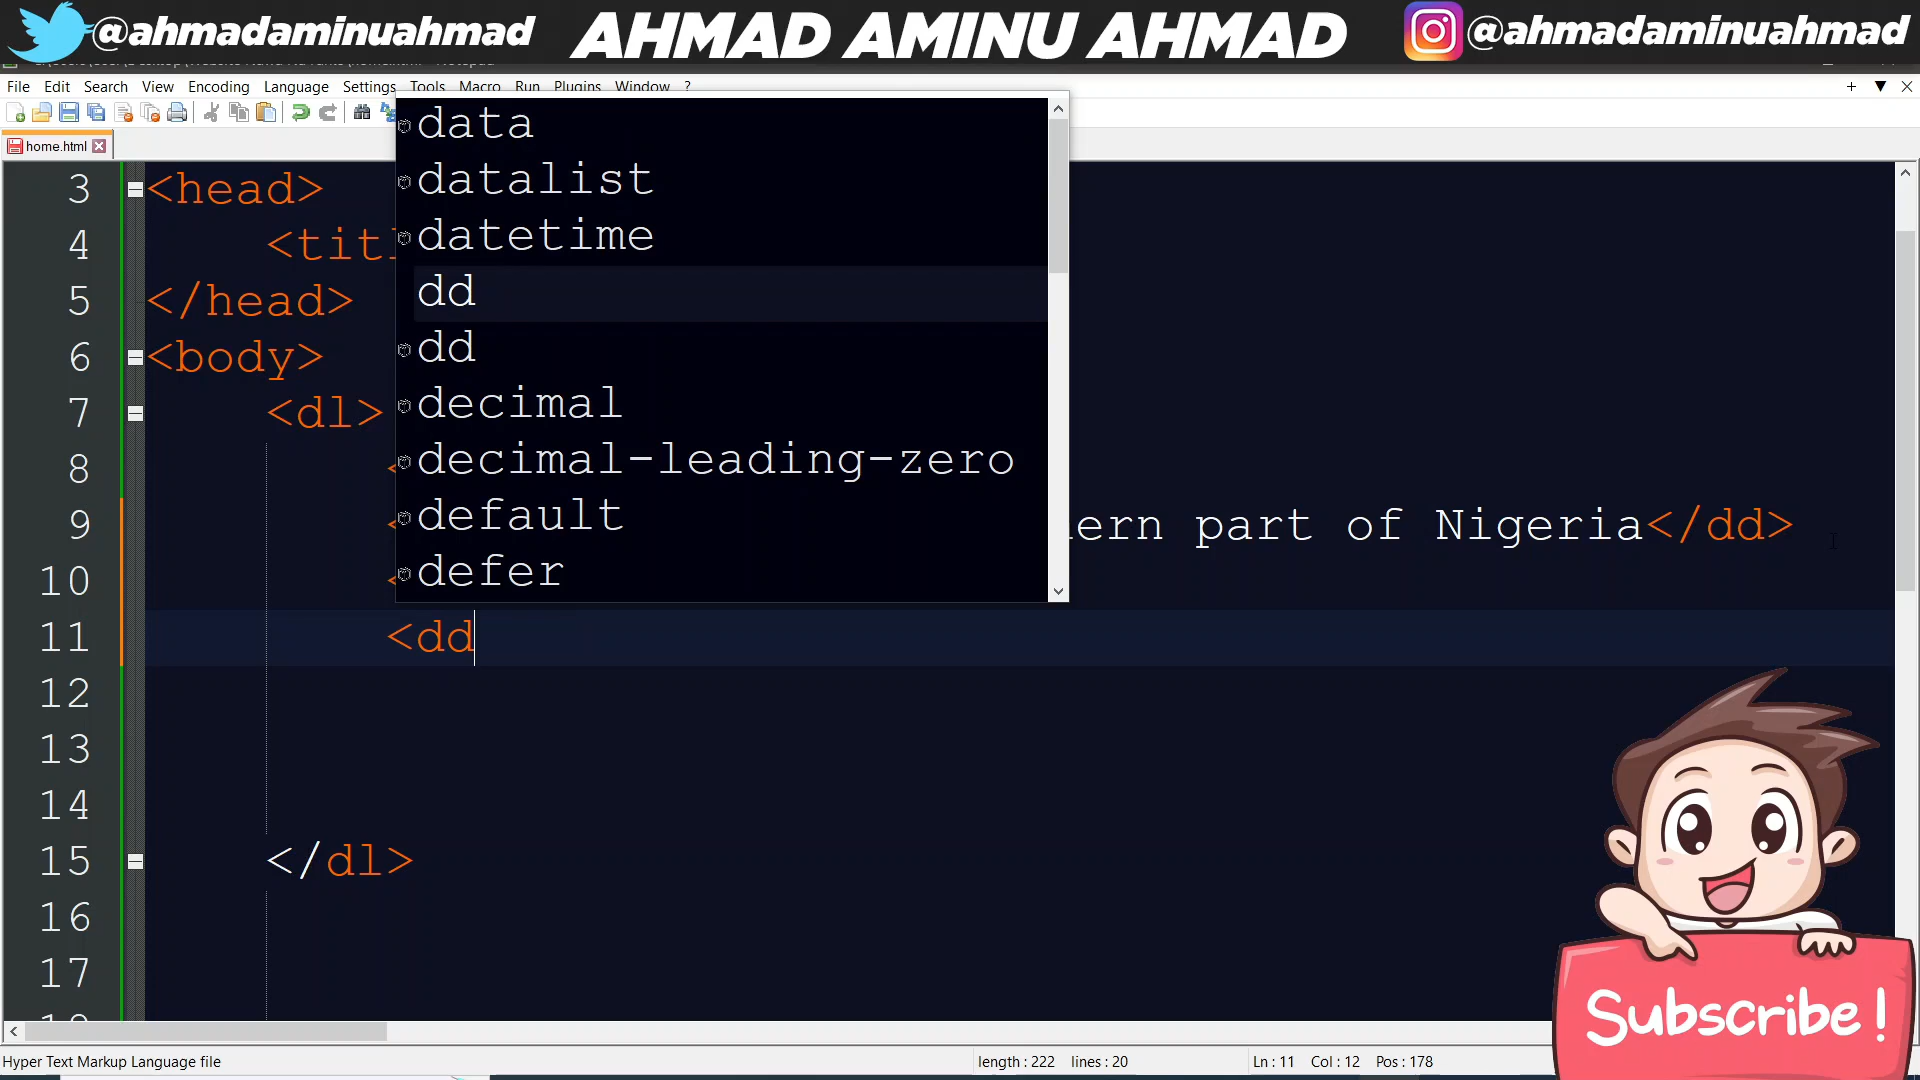 @ahmadaminuahmad AHMAD AMINU AHMAD @ahmadaminuahmad
File Edit Search View Encoding Language Settings Tools Macro Run Plugins Window ? + ▼ X
home.html
3 <head>
4 <titl
5 </head>
6 <body>
7 <dl>
8 <
9 < ern part of Nigeria</dd>
10 <
11 <dd
12
13
14
15 </dl>
16
17
data
datalist
datetime
dd
dd
decimal
decimal-leading-zero
default
defer
Subscribe!
Hyper Text Markup Language file length : 222 lines : 20 Ln : 11 Col : 12 Pos : 178